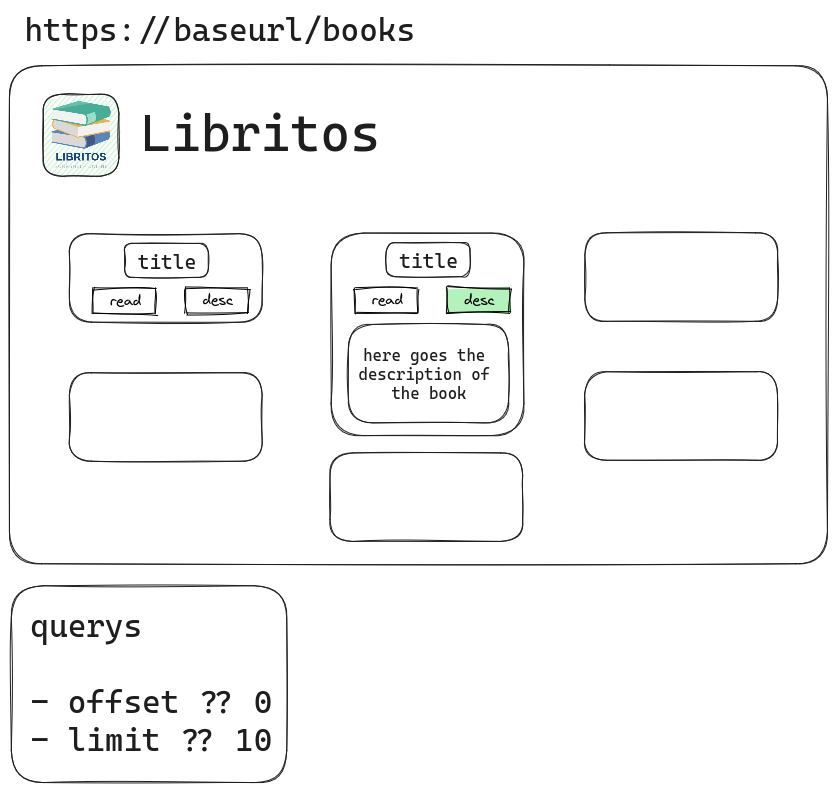 https://baseurl/books
LIBRITOS
Libritos
title
read
desc
title
read
desc
here goes the
description of
the book
querys
- offset ?? 0
- limit ?? 10